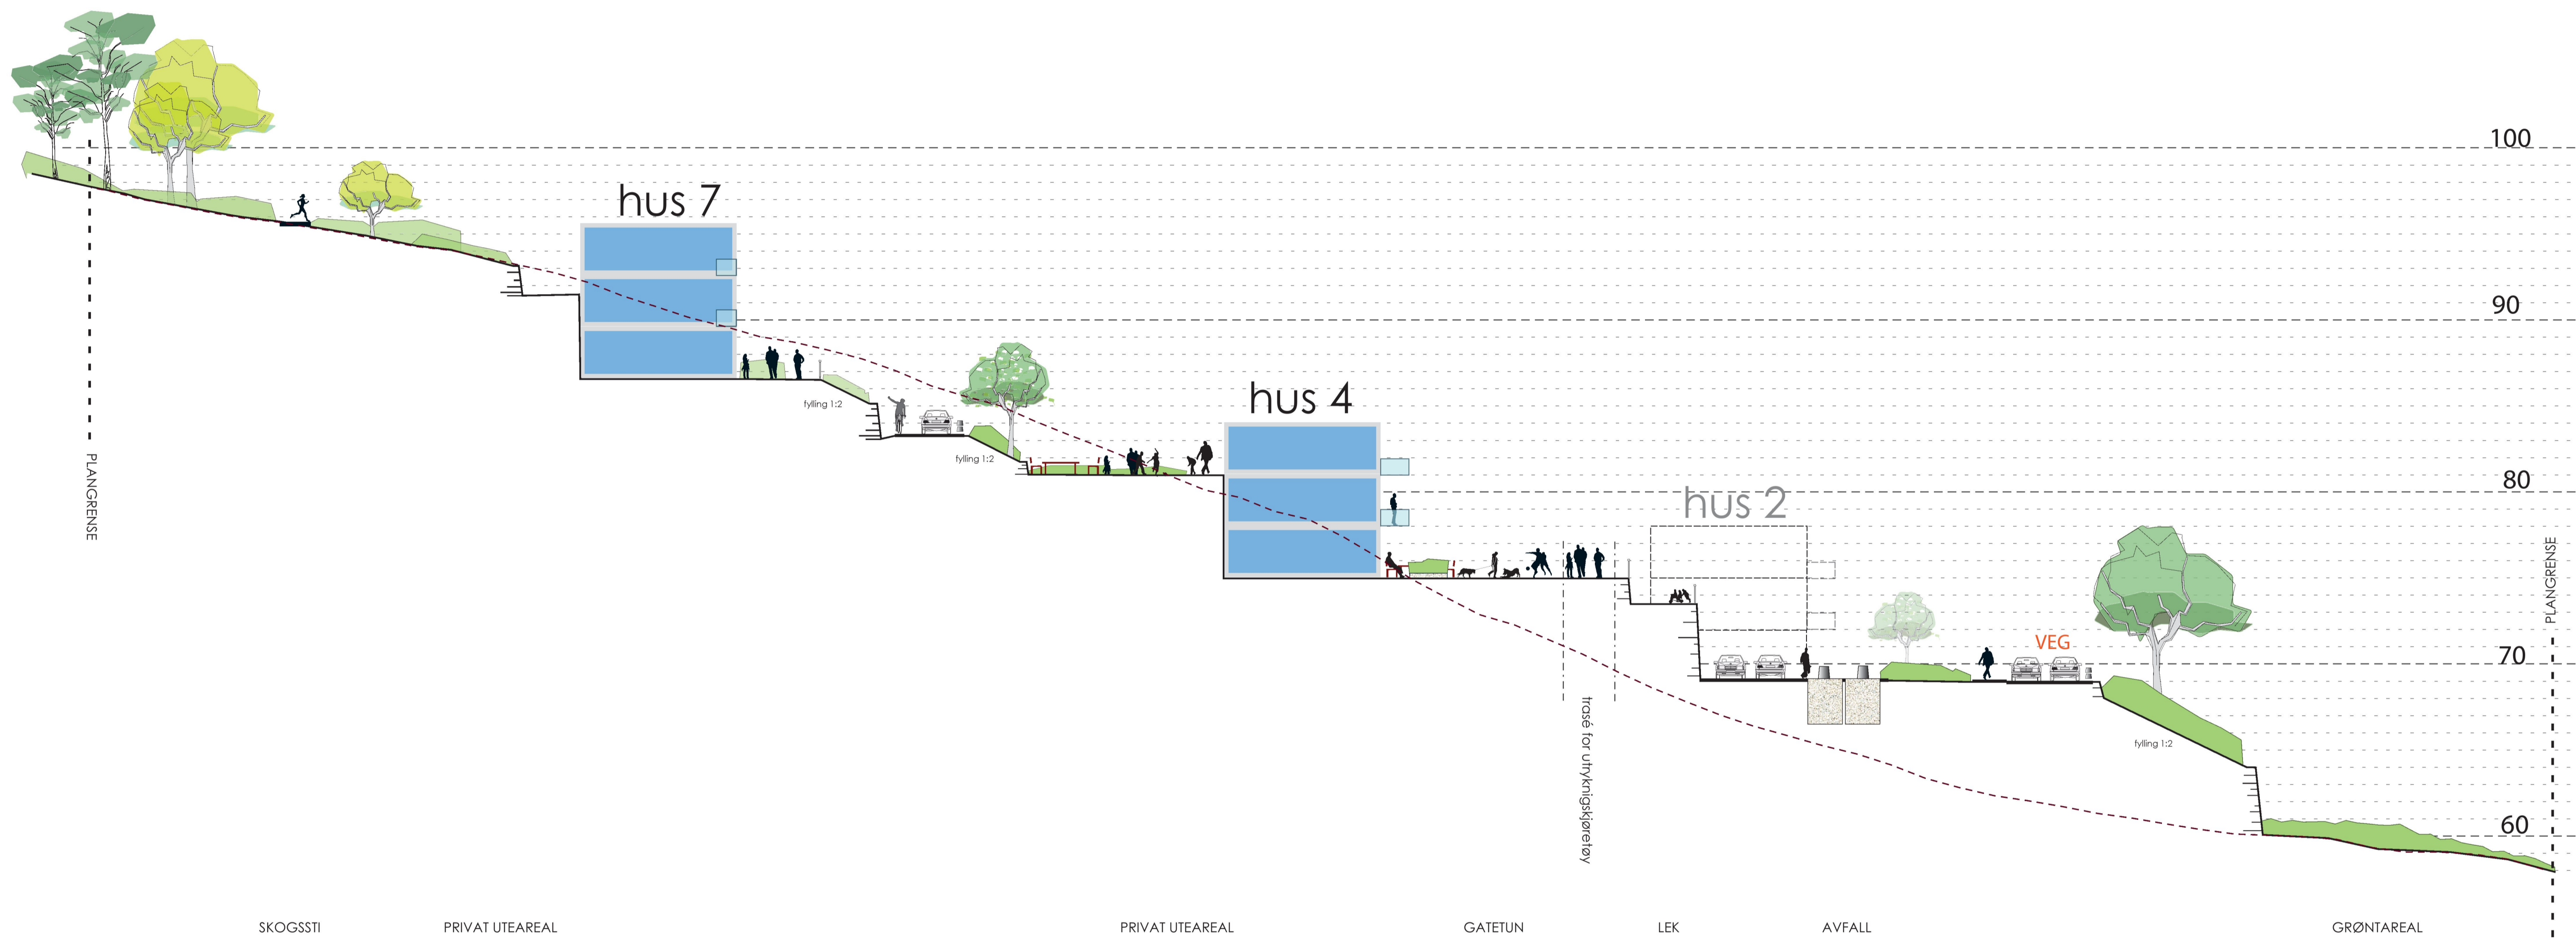 100
hus 7
90
fylling 1:2
hus 4
PLANGRENSE
fylling 1:2
80
hus 2
PLANGRENSE
VEG
70
trasé for utryknigskjøretøy
fylling 1:2
60
SKOGSSTI
PRIVAT UTEAREAL
PRIVAT UTEAREAL
GATETUN
LEK
AVFALL
GRØNTAREAL